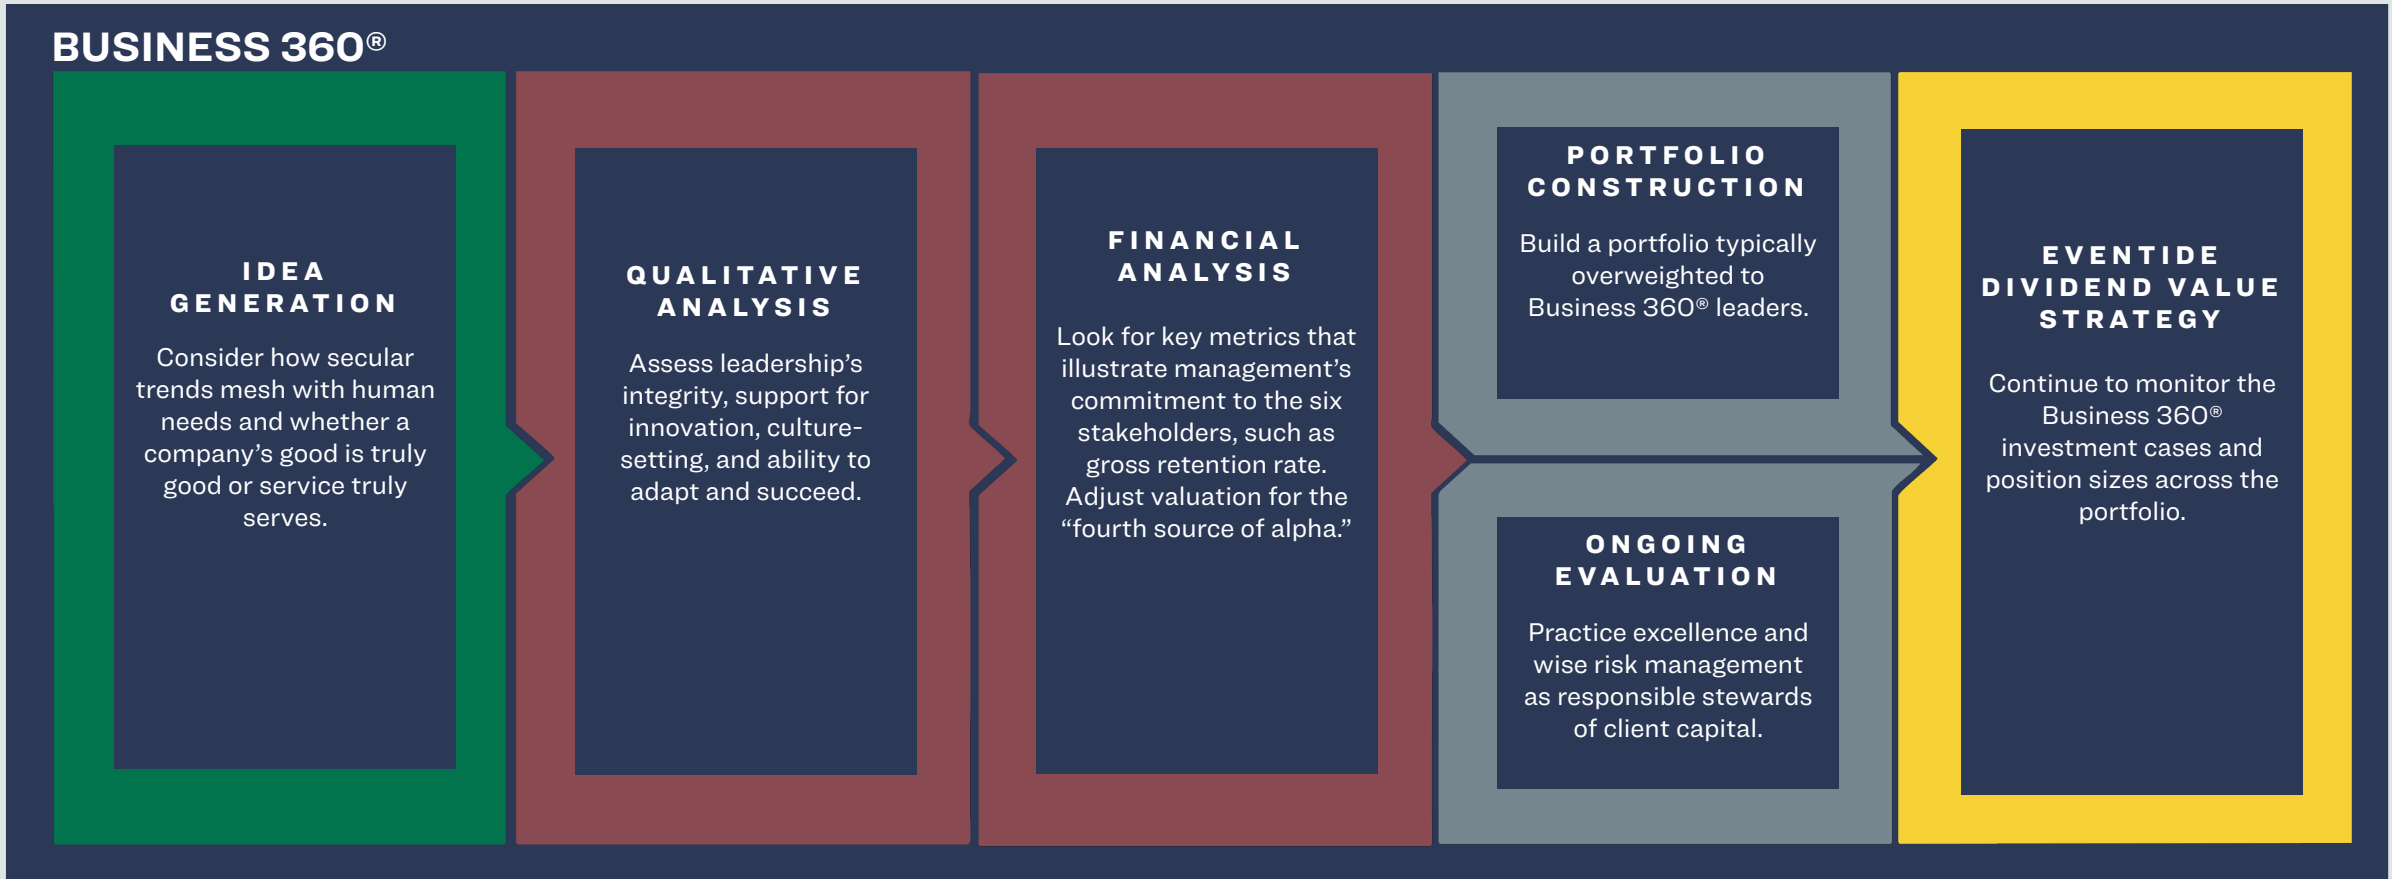 BUSINESS 360®
IDEA
GENERATION
Consider how secular
trends mesh with human
needs and whether a
company’s good is truly
good or service truly
serves.
QUALITATIVE
ANALYSIS
Assess leadership’s
integrity, support for
innovation, culture-
setting, and ability to
adapt and succeed.
FINANCIAL
ANALYSIS
Look for key metrics that
illustrate management’s
commitment to the six
stakeholders, such as
gross retention rate.
Adjust valuation for the
“fourth source of alpha.”
PORTFOLIO
CONSTRUCTION
Build a portfolio typically
overweighted to
Business 360® leaders.
ONGOING
EVALUATION
Practice excellence and
wise risk management
as responsible stewards
of client capital.
EVENTIDE
DIVIDEND VALUE
STRATEGY
Continue to monitor the
Business 360®
investment cases and
position sizes across the
portfolio.